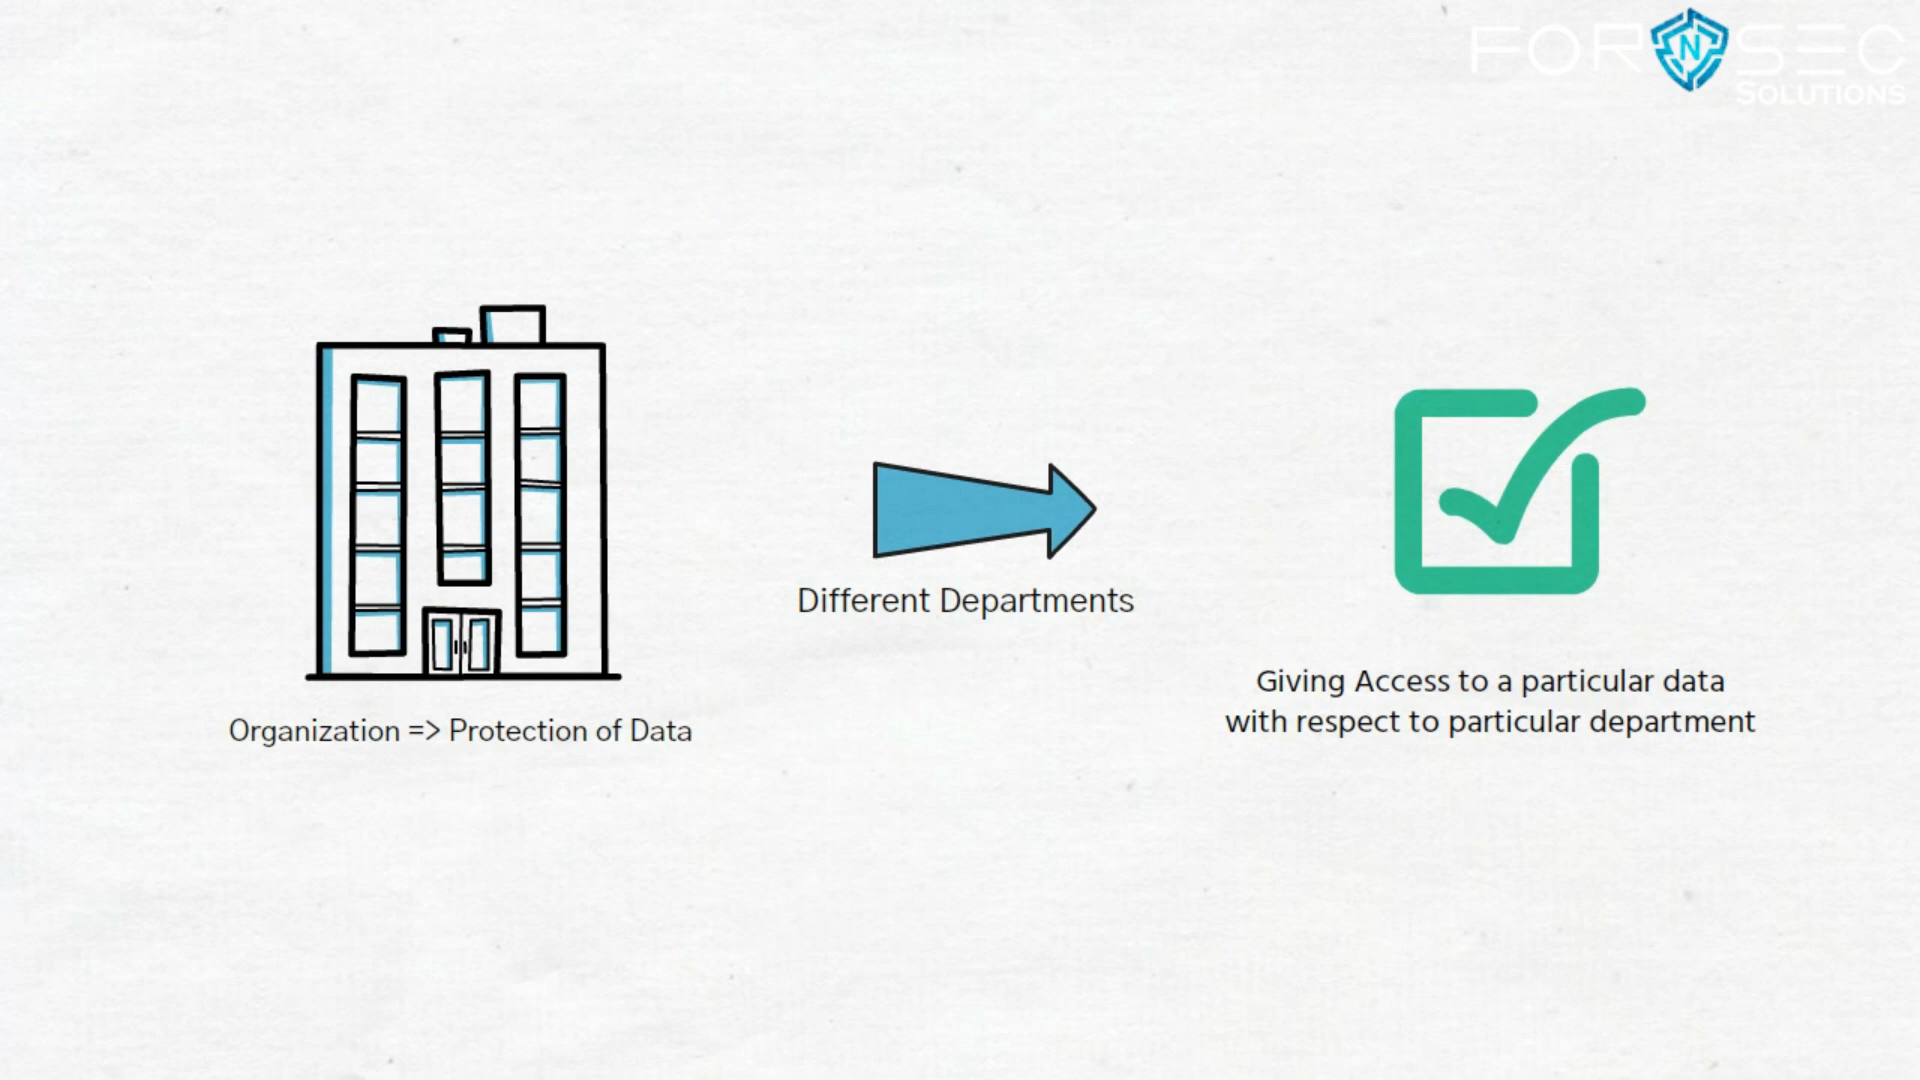 FORNSEC
SOLUTIONS
Different Departments
Organization => Protection of Data
Giving Access to a particular data
with respect to particular department